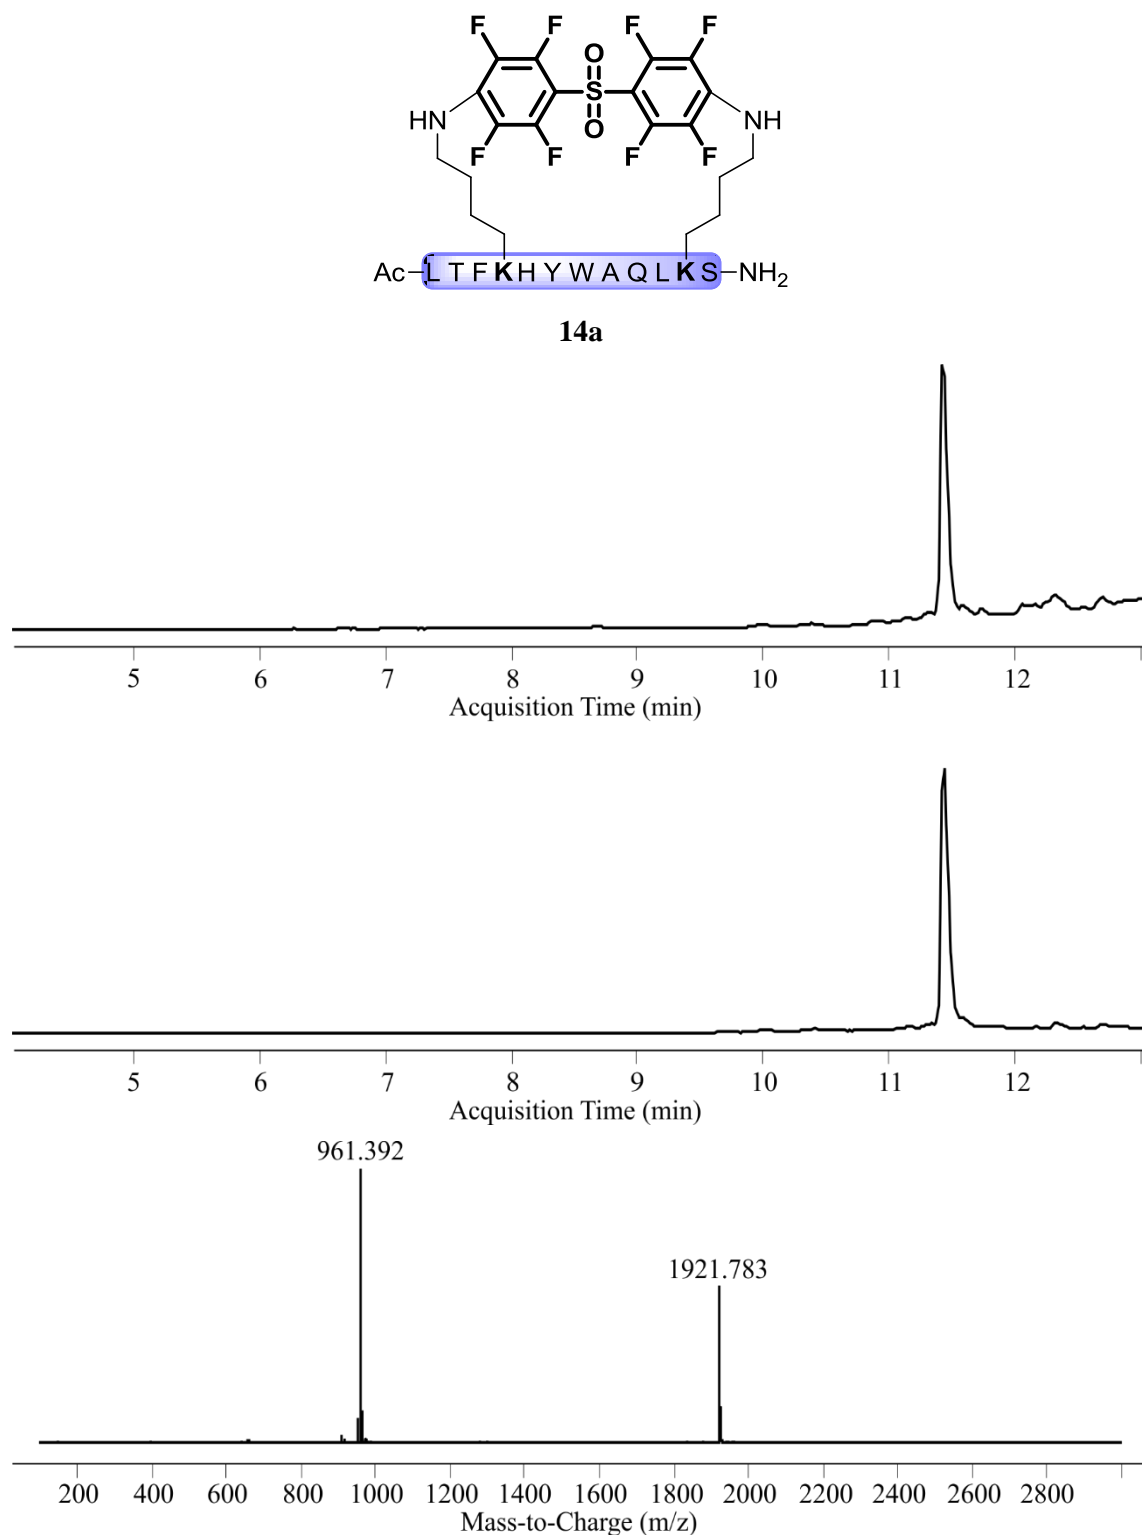 F F F F
O
HN S NH
O
F F F F
Ac-L T F K H Y W A Q L K S-NH2
14a
5 6 7 8 9 10 11 12
Acquisition Time (min)
5 6 7 8 9 10 11 12
Acquisition Time (min)
961.392
1921.783
200 400 600 800 1000 1200 1400 1600 1800 2000 2200 2400 2600 2800
Mass-to-Charge (m/z)